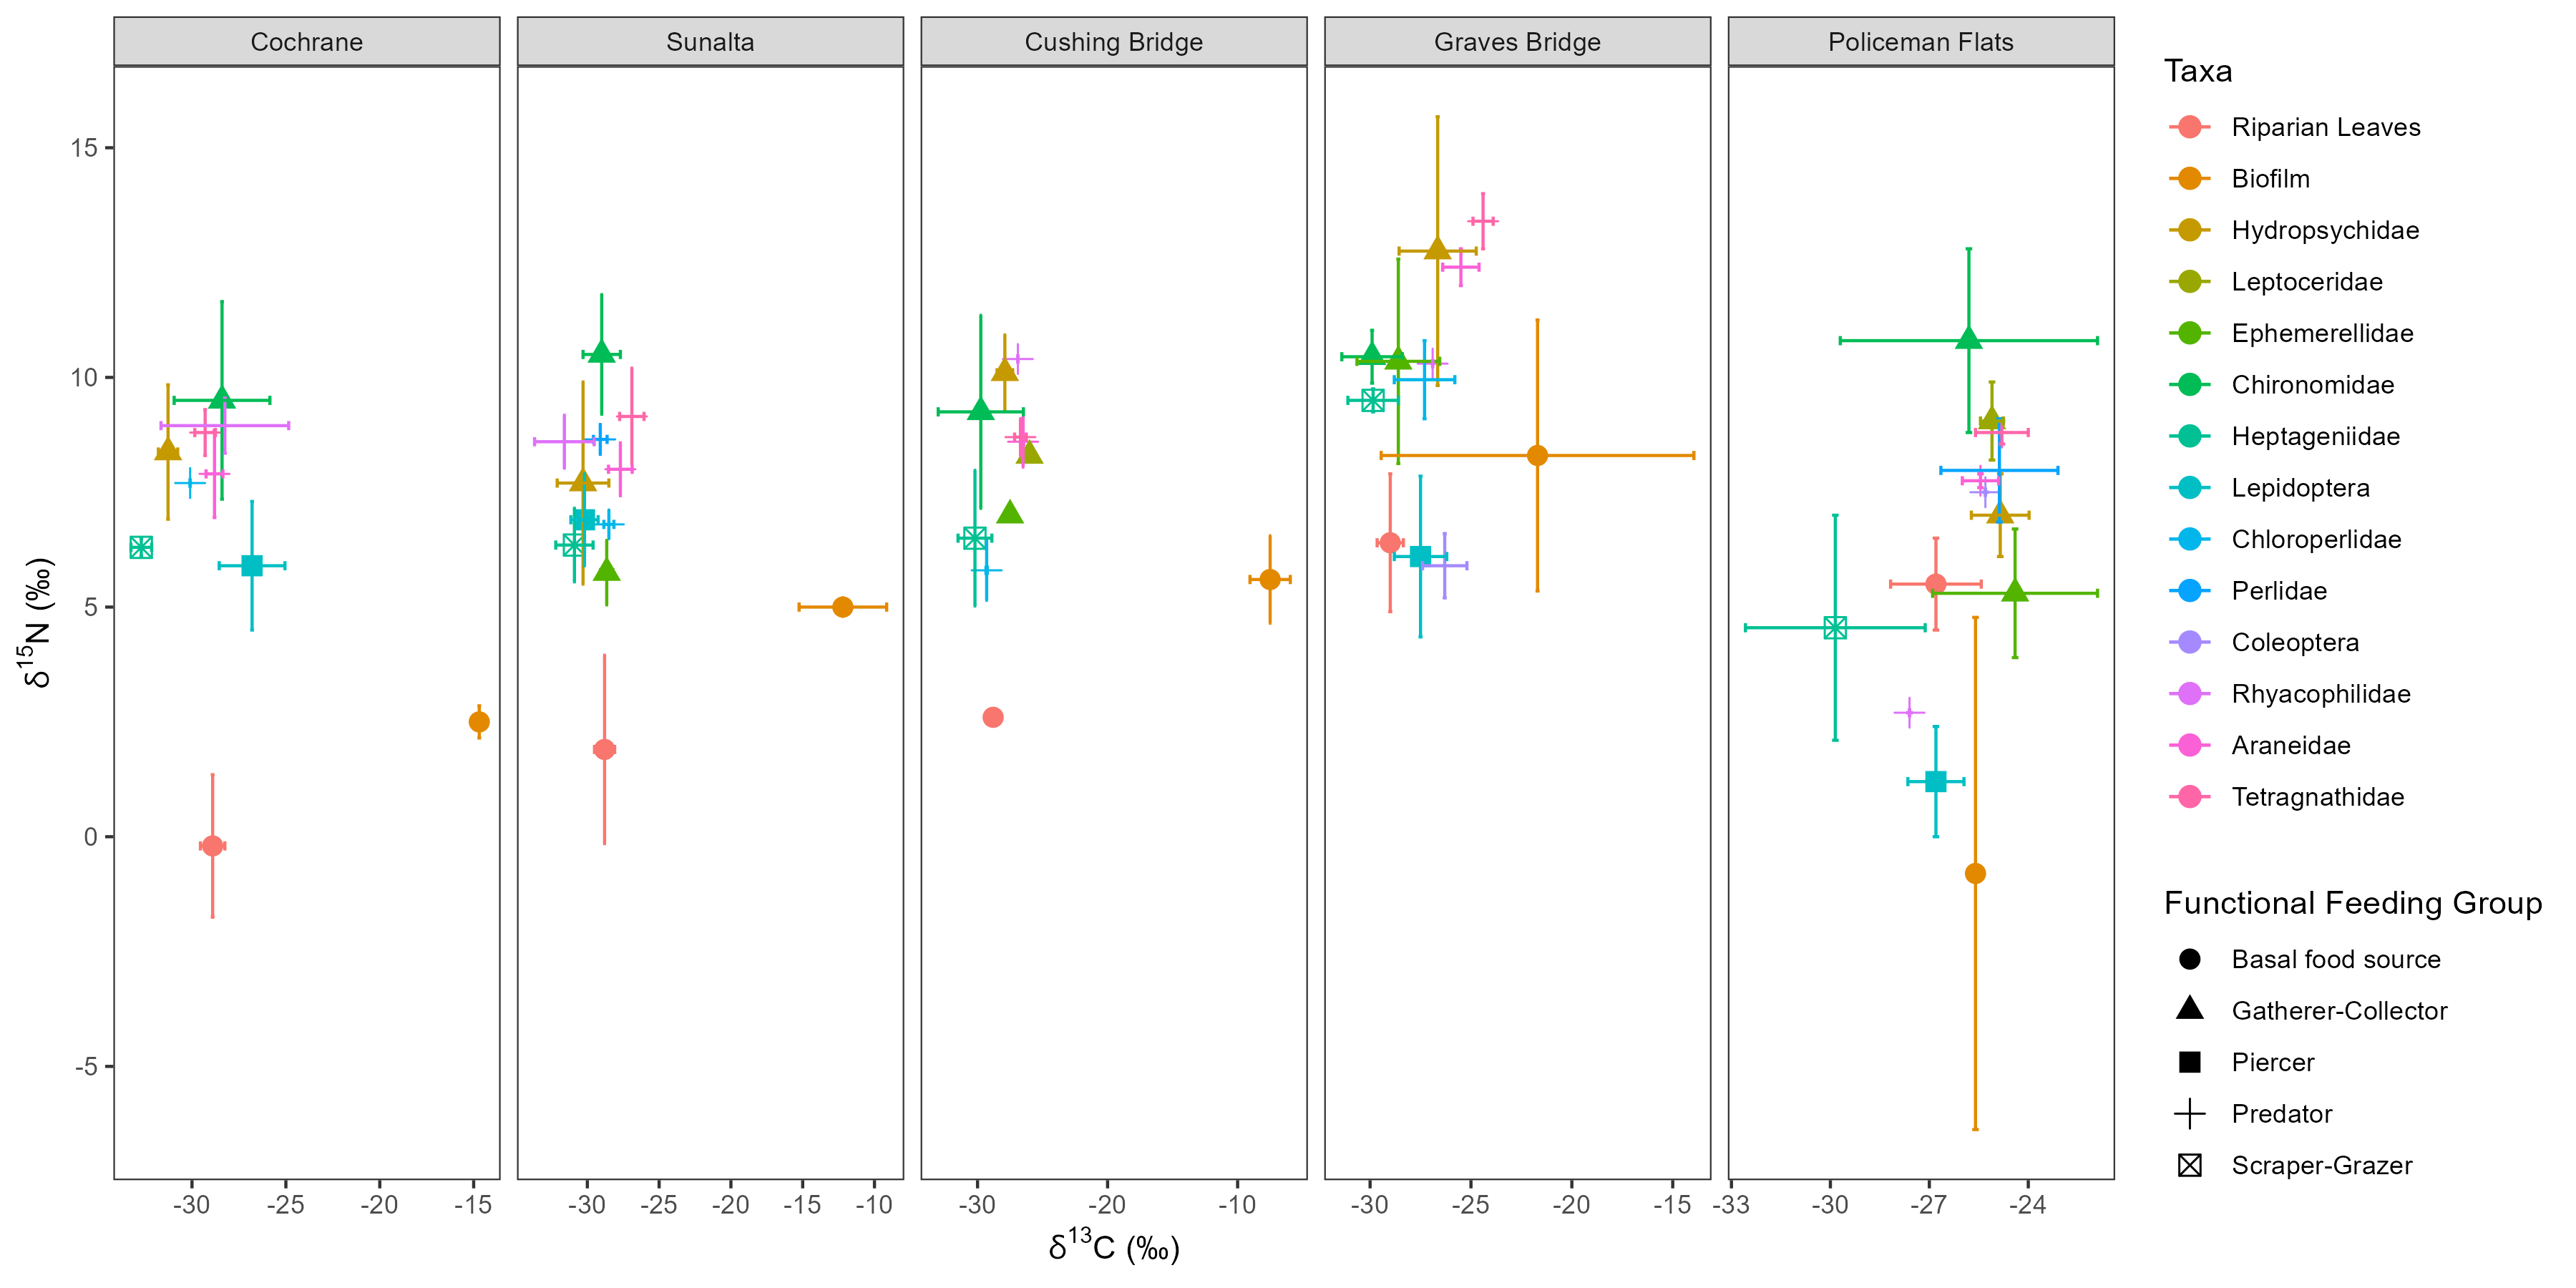 Cochrane
Sunalta
Cushing Bridge
Graves Bridge
Policeman Flats
δ15N (‰)
15
10
5
0
-5
-30 -25 -20 -15
-30 -25 -20 -15 -10
-30 -20 -10
-30 -25 -20 -15
-33 -30 -27 -24
δ13C (‰)
Taxa
Riparian Leaves
Biofilm
Hydropsychidae
Leptoceridae
Ephemerellidae
Chironomidae
Heptageniidae
Lepidoptera
Chloroperlidae
Perlidae
Coleoptera
Rhyacophilidae
Araneidae
Tetragnathidae
Functional Feeding Group
Basal food source
Gatherer-Collector
Piercer
Predator
Scraper-Grazer